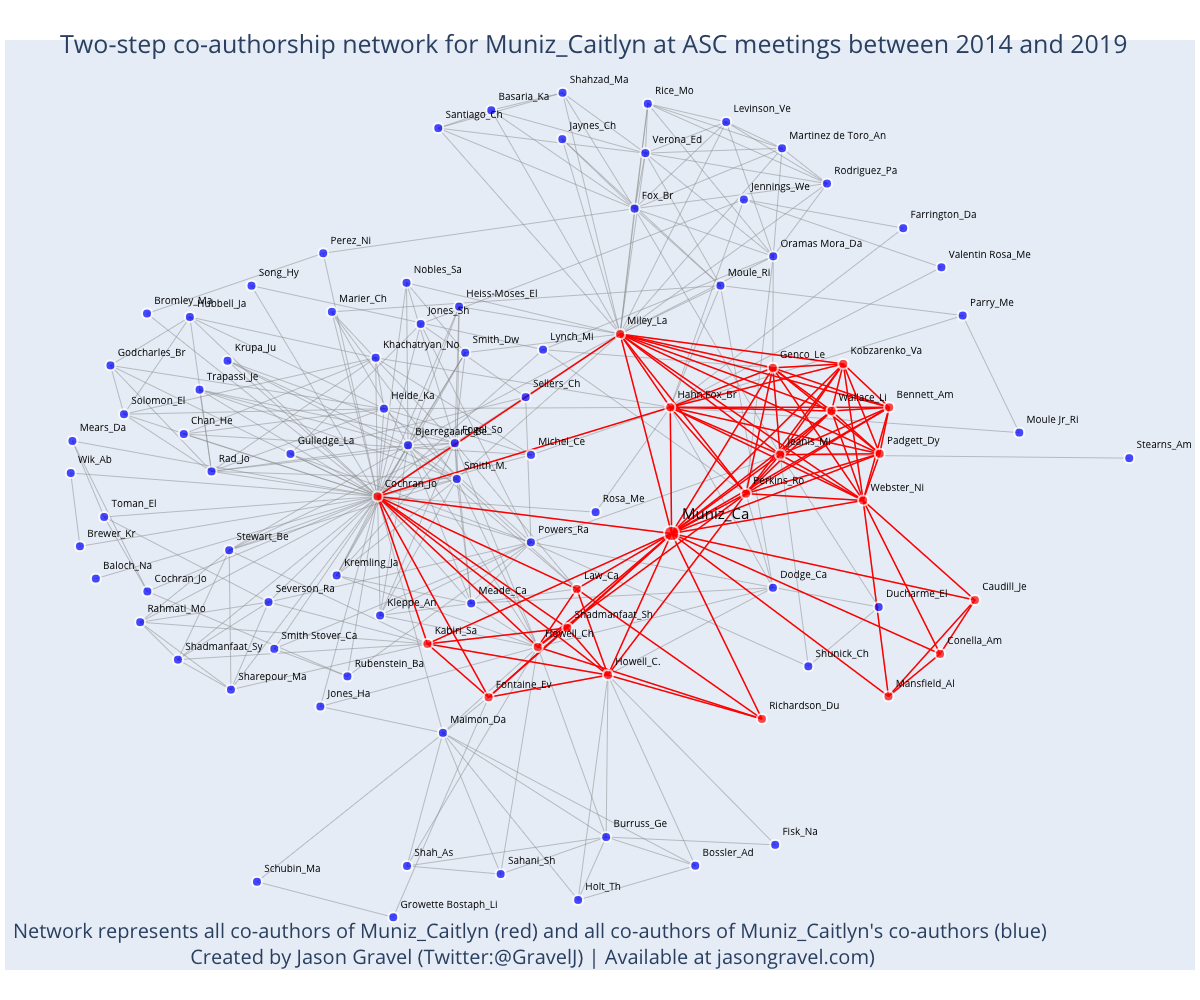 Two-step co-authorship network for Muniz_Caitlyn at ASC meetings between 2014 and 2019
Shahzad_Ma
Rice_Mo
Basaria_Ka
Levinson_Ve
Santiago_Ch
Jaynes_Ch
Verona_Ed
Martinez de Toro_An
Rodriguez_Pa
Jennings_We
Fox_Br
Farrington_Da
Perez_Ni
Oramas Mora_Da
Valentin Rosa_Me
Song_Hy
Nobles_Sa
Moule_Ri
Bromley_Ma
Hubbell_Ja
Marier_Ch
Heiss-Moses_El
Parry_Me
Jones_Sh
Miley_La
Godcharles_Br
Krupa_Ju
Khachatryan_No
Smith_Dw
Lynch_Mi
Genco_Le
Kobzarenko_Va
Trapassi_Je
Sellers_Ch
Solomon_El
Heide_Ka
Hahn Fox_Br
Wallace_Li
Bennett_Am
Chan_He
Moule Jr_Ri
Mears_Da
Gulledge_La
Bjerregaard_Be
Fogel_So
Michel_Ce
Jeanis_Mi
Padgett_Dy
Stearns_Am
Wik_Ab
Rad_Jo
Smith_M.
Cochran_Jo
Perkins_Ro
Webster_Ni
Toman_El
Rosa_Me
Muniz_Ca
Brewer_Kr
Stewart_Be
Powers_Ra
Baloch_Na
Kremling_Ja
Law_Ca
Dodge_Ca
Caudill_Je
Cochran_Jo
Severson_Ra
Kleppe_An
Meade_Ca
Ducharme_El
Rahmati_Mo
Shadmanfaat_Sh
Shadmanfaat_Sy
Smith Stover_Ca
Kabiri_Sa
Howell_Ch
Conella_Am
Sharepour_Ma
Rubenstein_Ba
Howell_C.
Shunick_Ch
Jones_Ha
Fontaine_Ev
Mansfield_Al
Maimon_Da
Richardson_Du
Burruss_Ge
Fisk_Na
Schubin_Ma
Shah_As
Sahani_Sh
Bossler_Ad
Holt_Th
Growette Bostaph_Li
Network represents all co-authors of Muniz_Caitlyn (red) and all co-authors of Muniz_Caitlyn's co-authors (blue)
Created by Jason Gravel (Twitter:@GravelJ) | Available at jasongravel.com)